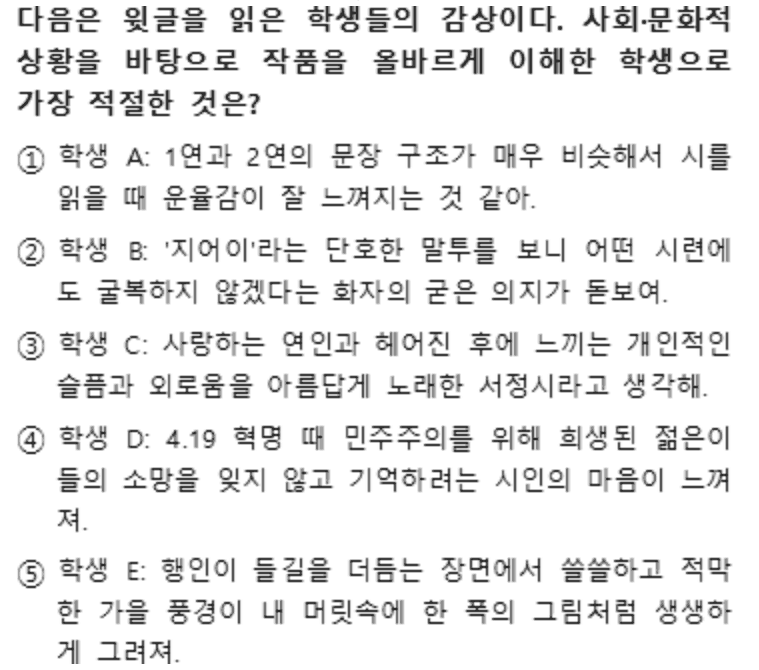 다음은 윗글을 읽은 학생들의 감상이다. 사회·문화적
상황을 바탕으로 작품을 올바르게 이해한 학생으로
가장 적절한 것은?
① 학생 A: 1연과 2연의 문장 구조가 매우 비슷해서 시를
읽을 때 운율감이 잘 느껴지는 것 같아.
② 학생 B: '지어이'라는 단호한 말투를 보니 어떤 시련에
도 굴복하지 않겠다는 화자의 굳은 의지가 돋보여.
③ 학생 C: 사랑하는 연인과 헤어진 후에 느끼는 개인적인
슬픔과 외로움을 아름답게 노래한 서정시라고 생각해.
④ 학생 D: 4.19 혁명 때 민주주의를 위해 희생된 젊은이
들의 소망을 잊지 않고 기억하려는 시인의 마음이 느껴
져.
⑤ 학생 E: 행인이 들길을 더듬는 장면에서 쓸쓸하고 적막
한 가을 풍경이 내 머릿속에 한 폭의 그림처럼 생생하
게 그려져.